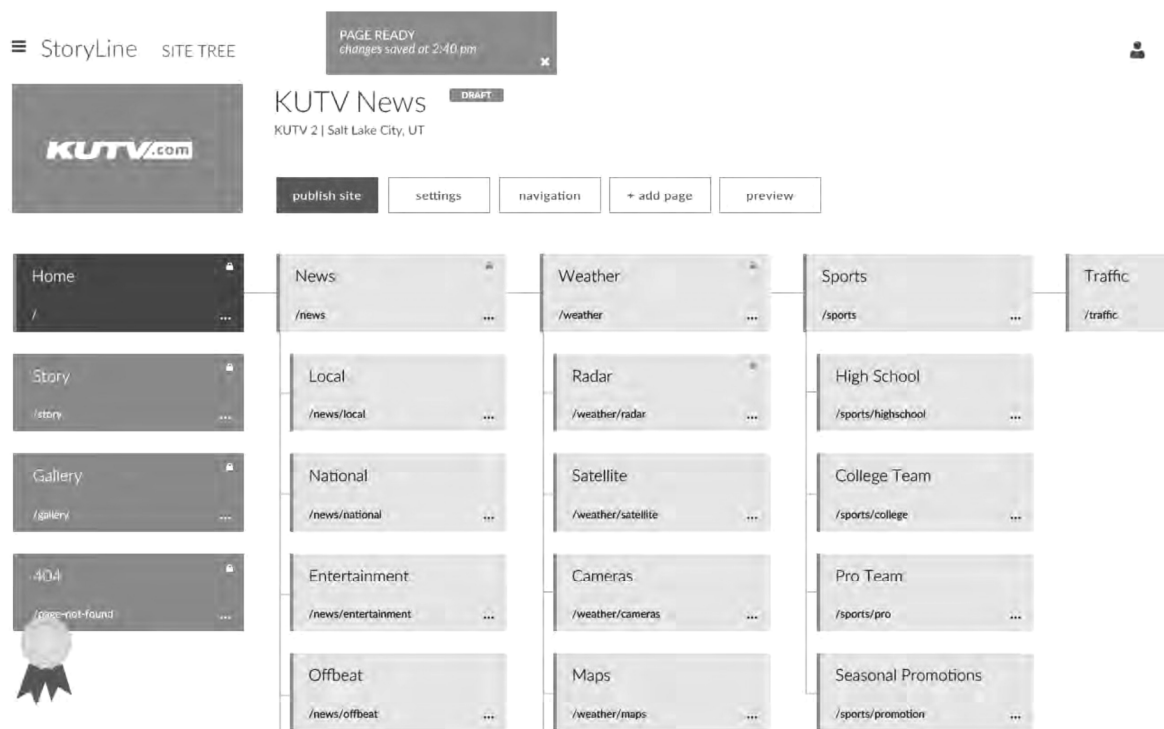 StoryLine SITE TREE
PAGE READY
changes saved at 2:40 pm
KUTV.com
KUTV News DRAFT
KUTV 2 | Salt Lake City, UT
publish site settings navigation + add page preview
Home News Weather Sports Traffic
/ ... /news ... /weather ... /sports ... /traffic
Story Local Radar High School
/story ... /news/local ... /weather/radar ... /sports/highschool ...
Gallery National Satellite College Team
/gallery ... /news/national ... /weather/satellite ... /sports/college ...
404 Entertainment Cameras Pro Team
/page-not-found ... /news/entertainment ... /weather/cameras ... /sports/pro ...
Offbeat Maps Seasonal Promotions
/news/offbeat ... /weather/maps ... /sports/promotion ...